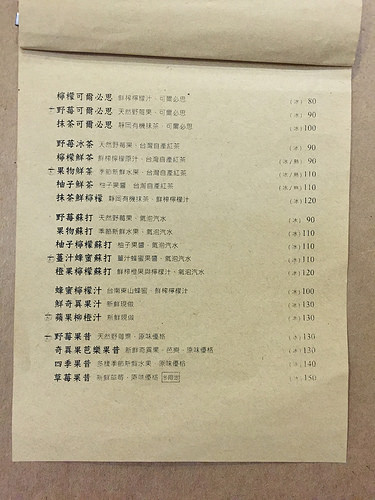 檸檬可爾必思 鮮榨檸檬汁、可爾必思 (冰) 80
野莓可爾必思 天然野莓果、可爾必思 (冰) 90
抹茶可爾必思 靜岡有機抹茶、可爾必思 (冰) 100
野莓冰茶 天然野莓果、台灣自產紅茶 (冰) 90
檸檬鮮茶 鮮榨檸檬原汁、台灣自產紅茶 (冰/熱) 90
果物鮮茶 季節新鮮水果、台灣自產紅茶 (冰/熱) 110
柚子鮮茶 柚子果醬、台灣自產紅茶 (冰/熱) 110
抹茶鮮檸檬 靜岡有機抹茶、鮮榨檸檬汁 (冰) 120
野莓蘇打 天然野莓果、氣泡汽水 (冰) 90
果物蘇打 季節新鮮水果、氣泡汽水 (冰) 110
柚子檸檬蘇打 柚子果醬、氣泡汽水 (冰) 110
薑汁蜂蜜蘇打 薑汁蜂蜜果醬、氣泡汽水 (冰) 110
橙果檸檬蘇打 鮮榨橙果與檸檬汁、氣泡汽水 (冰) 120
蜂蜜檸檬汁 台南東山蜂蜜、鮮榨檸檬汁 (冰) 100
鮮奇異果汁 新鮮現做 (冰) 130
蘋果柳橙汁 新鮮現做 (冰) 130
野莓果昔 天然野莓果、原味優格 (冰) 130
奇異果芭樂果昔 新鮮奇異果、芭樂、原味優格 (冰) 130
四季果昔 多樣季節新鮮水果、原味優格 (冰) 140
草莓果昔 新鮮草莓、原味優格 季限定 (冰) 150